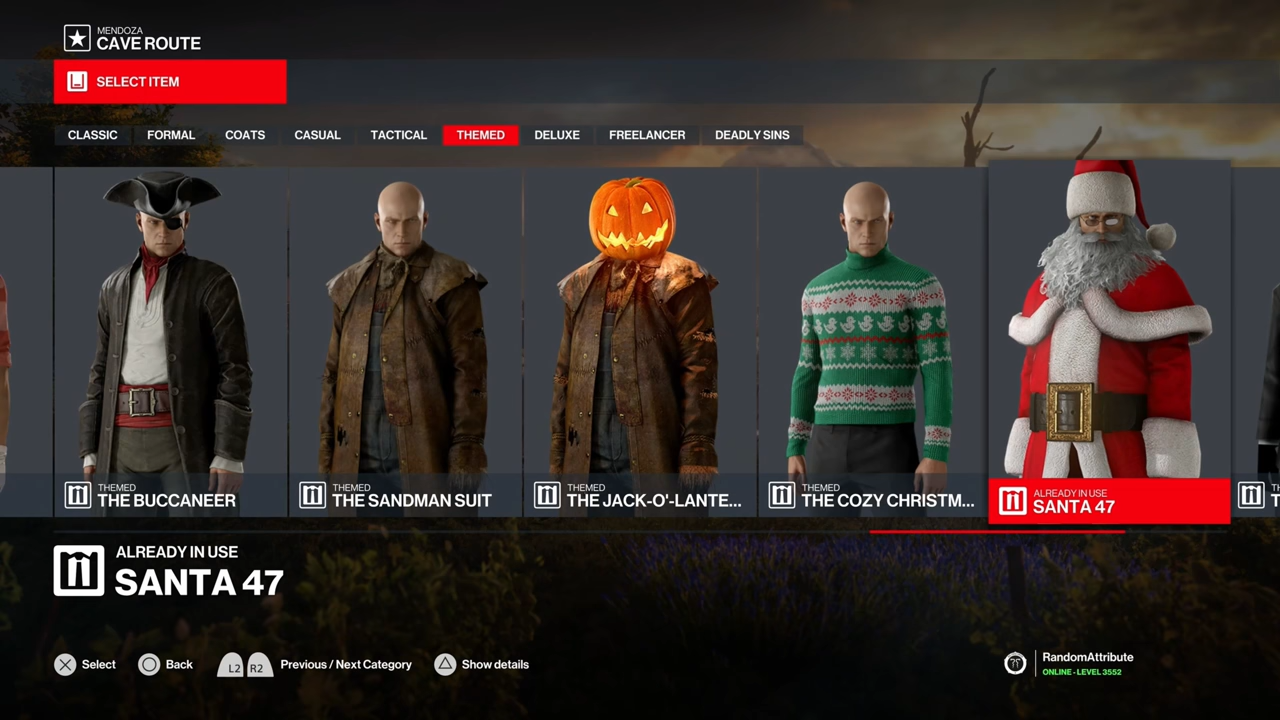 MENDOZA
CAVE ROUTE
SELECT ITEM
CLASSIC FORMAL COATS CASUAL TACTICAL THEMED DELUXE FREELANCER DEADLY SINS
THEMED
THE BUCCANEER
THEMED
THE SANDMAN SUIT
THEMED
THE JACK-O'-LANTE...
THEMED
THE COZY CHRISTM...
ALREADY IN USE
SANTA 47
ALREADY IN USE
SANTA 47
Select Back L2 R2 Previous / Next Category Show details
RandomAttribute
ONLINE - LEVEL 3552